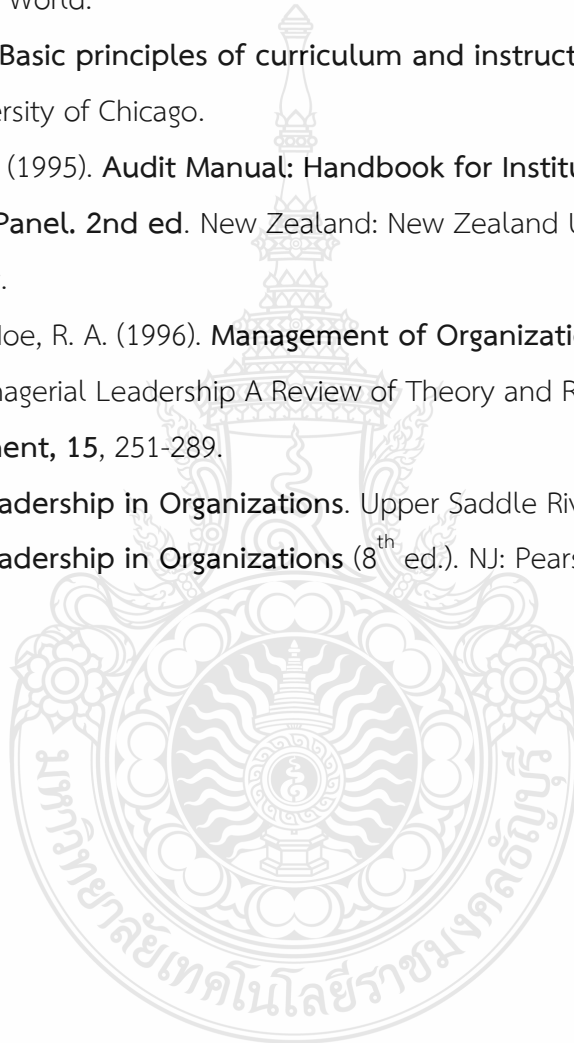 World.
Basic principles of curriculum and instruct
ersity of Chicago.
(1995). Audit Manual: Handbook for Institu
Panel. 2nd ed. New Zealand: New Zealand U
.
Noe, R. A. (1996). Management of Organizatio
nagerial Leadership A Review of Theory and R
nent, 15, 251-289.
adership in Organizations. Upper Saddle Riv
adership in Organizations (8th ed.). NJ: Pears
มหาวิทยาลัยเทคโนโลยีราชมงคลธัญบุรี